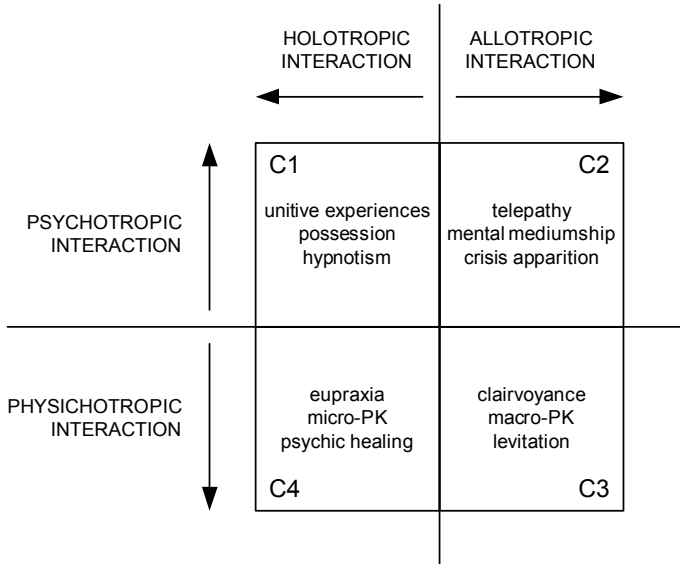 HOLOTROPIC
INTERACTION
ALLOTROPIC
INTERACTION
C1
C2
PSYCHOTROPIC
INTERACTION
unitive experiences
possession
hypnotism
telepathy
mental mediumship
crisis apparition
PHYSICHOTROPIC
INTERACTION
eupraxia
micro-PK
psychic healing
clairvoyance
macro-PK
levitation
C4
C3